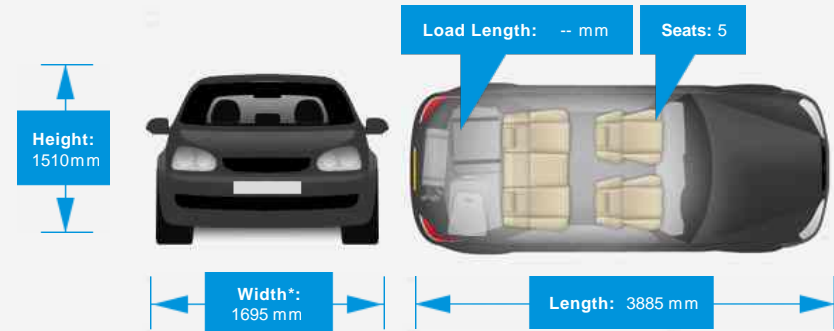 Load Length: -- mm
Seats: 5
Height:
1510mm
Width*:
1695 mm
Length: 3885 mm